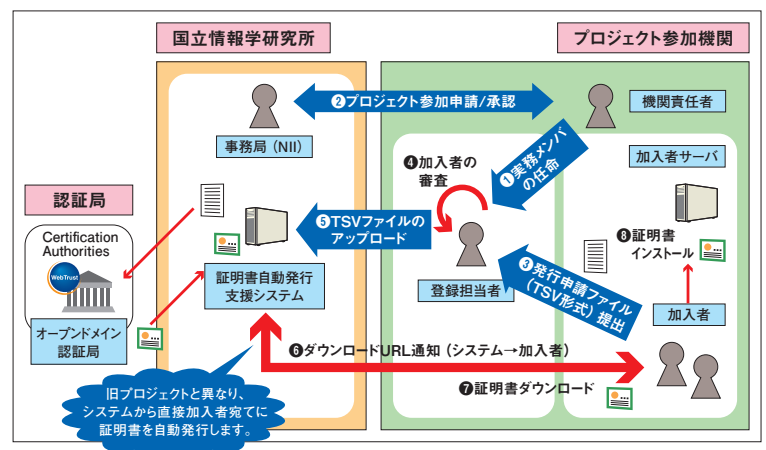 国立情報学研究所
プロジェクト参加機関
❷プロジェクト参加申請/承認
事務局（NII）
機関責任者
❶実務メンバ
の任命
❹加入者の
審査
加入者サーバ
認証局
Certification
Authorities
WebTrust
オープンドメイン
認証局
❺TSVファイルの
アップロード
証明書自動発行
支援システム
登録担当者
❸発行申請ファイル
（TSV形式）提出
❽証明書
インストール
加入者
❻ダウンロードURL通知（システム→加入者）
❼証明書ダウンロード
旧プロジェクトと異なり、
システムから直接加入者宛てに
証明書を自動発行します。